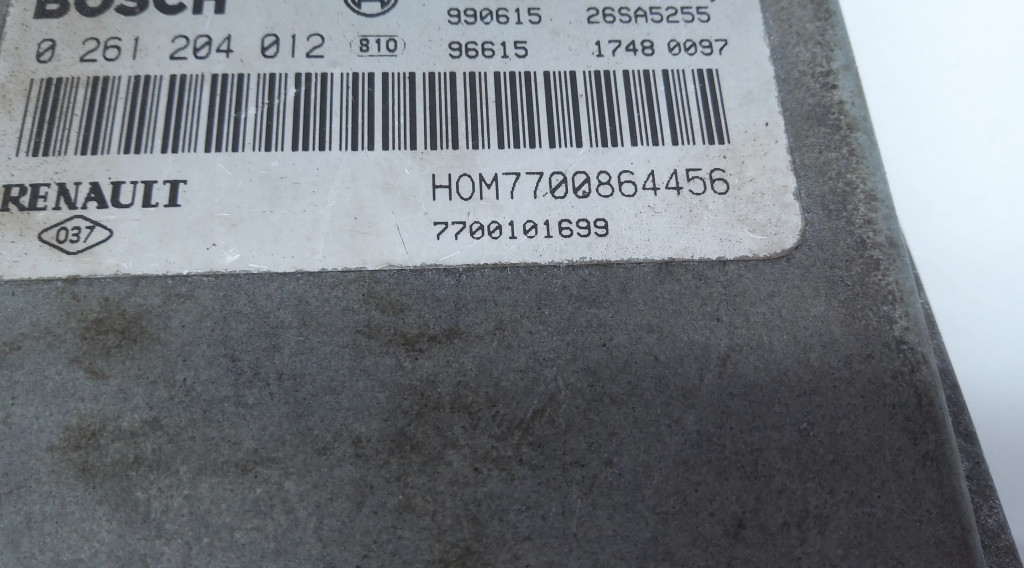 BOSCH 990615 26SA5255
0 261 204 012 810 96615 1748 0097
RENAULT HOM7700864456
037 7700101699